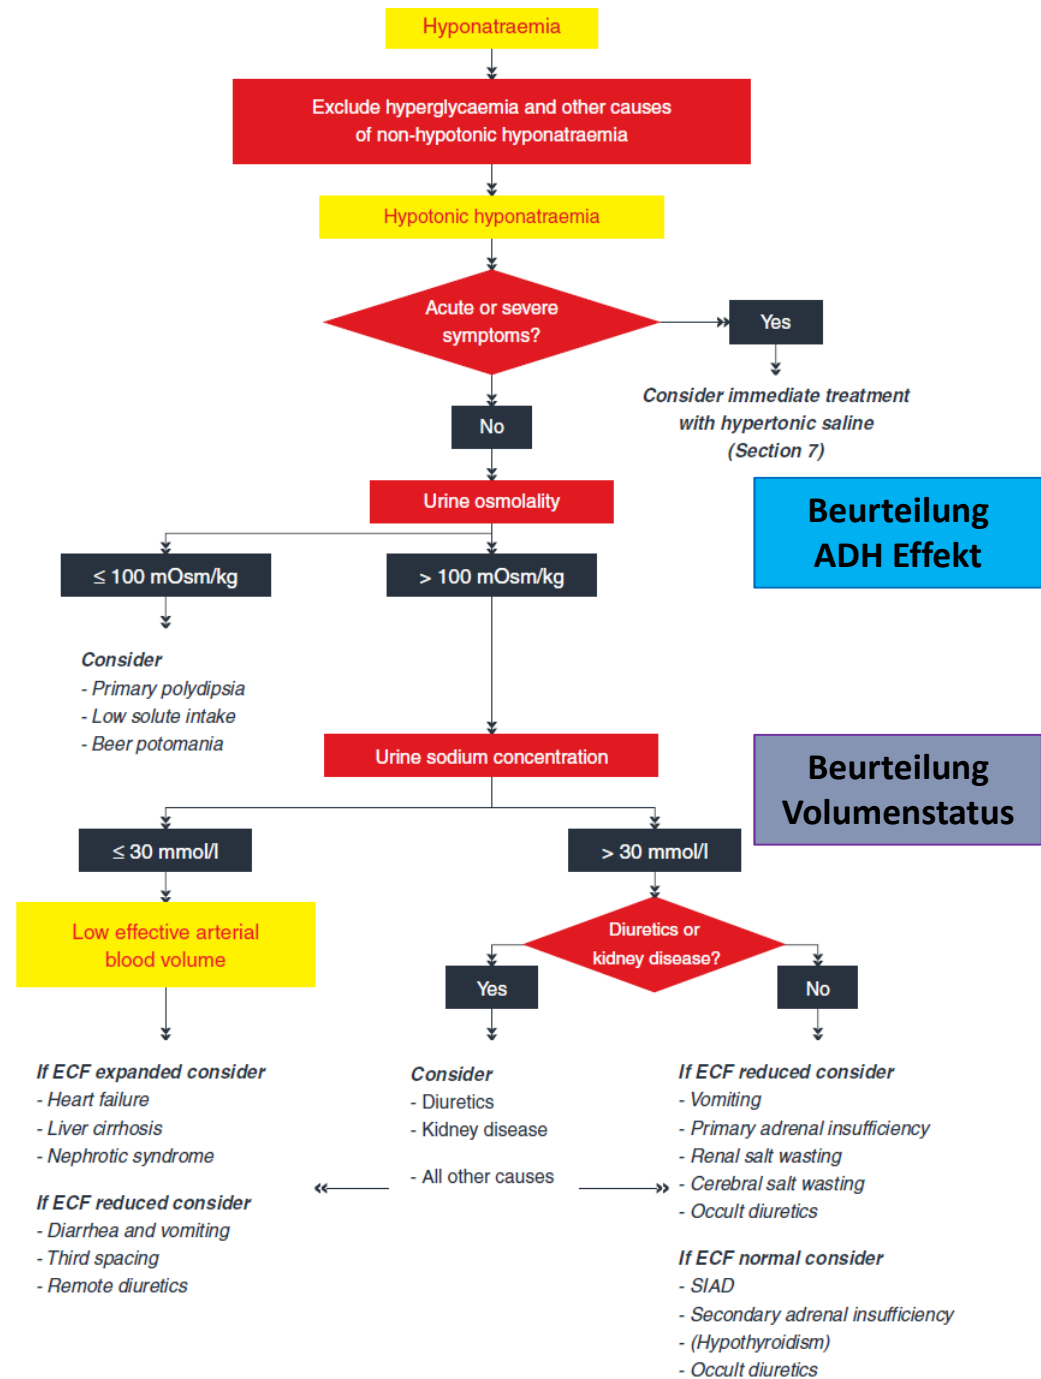 Hyponatraemia
Exclude hyperglycaemia and other causes
of non-hypotonic hyponatraemia
Hypotonic hyponatraemia
Acute or severe
symptoms?
Yes
Consider immediate treatment
with hypertonic saline
(Section 7)
No
Urine osmolality
Beurteilung
ADH Effekt
≤ 100 mOsm/kg
> 100 mOsm/kg
Consider
- Primary polydipsia
- Low solute intake
- Beer potomania
Urine sodium concentration
Beurteilung
Volumenstatus
≤ 30 mmol/l
> 30 mmol/l
Low effective arterial
blood volume
Diuretics or
kidney disease?
Yes
No
If ECF expanded consider
- Heart failure
- Liver cirrhosis
- Nephrotic syndrome
If ECF reduced consider
- Diarrhea and vomiting
- Third spacing
- Remote diuretics
Consider
- Diuretics
- Kidney disease
- All other causes
If ECF reduced consider
- Vomiting
- Primary adrenal insufficiency
- Renal salt wasting
- Cerebral salt wasting
- Occult diuretics
If ECF normal consider
- SIAD
- Secondary adrenal insufficiency
- (Hypothyroidism)
- Occult diuretics